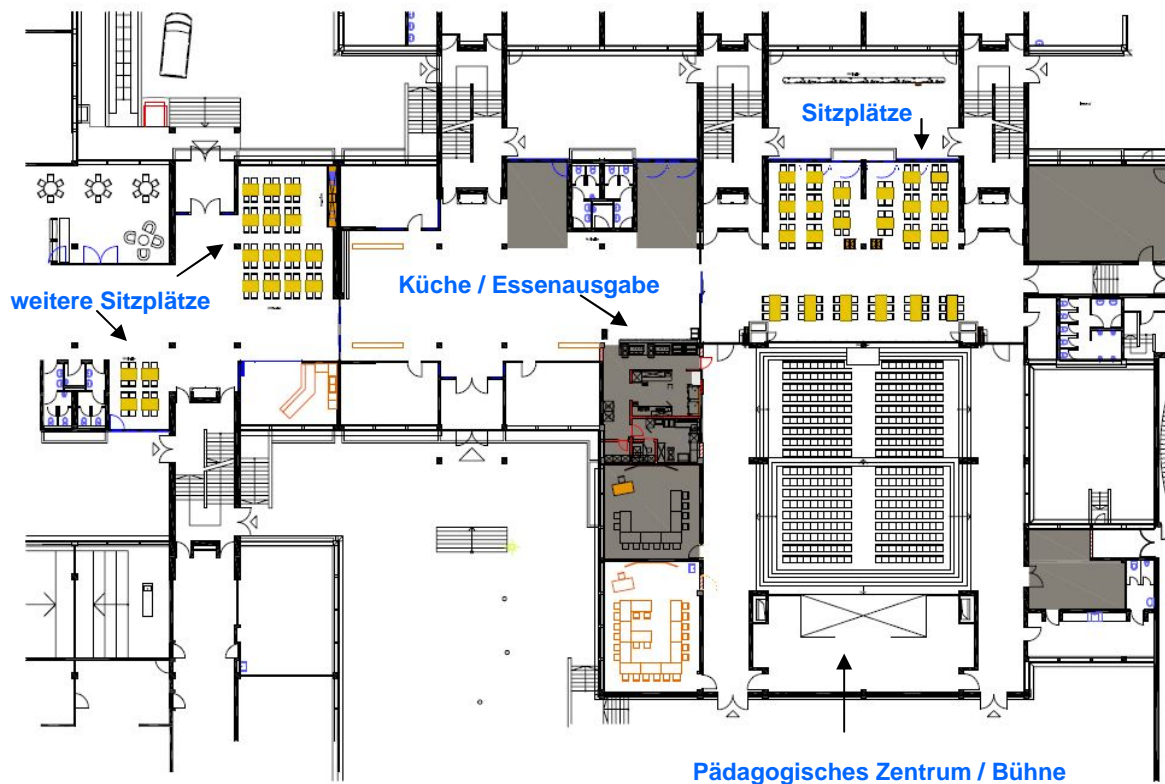 Sitzplätze
Küche / Essenausgabe
weitere Sitzplätze
Pädagogisches Zentrum / Bühne